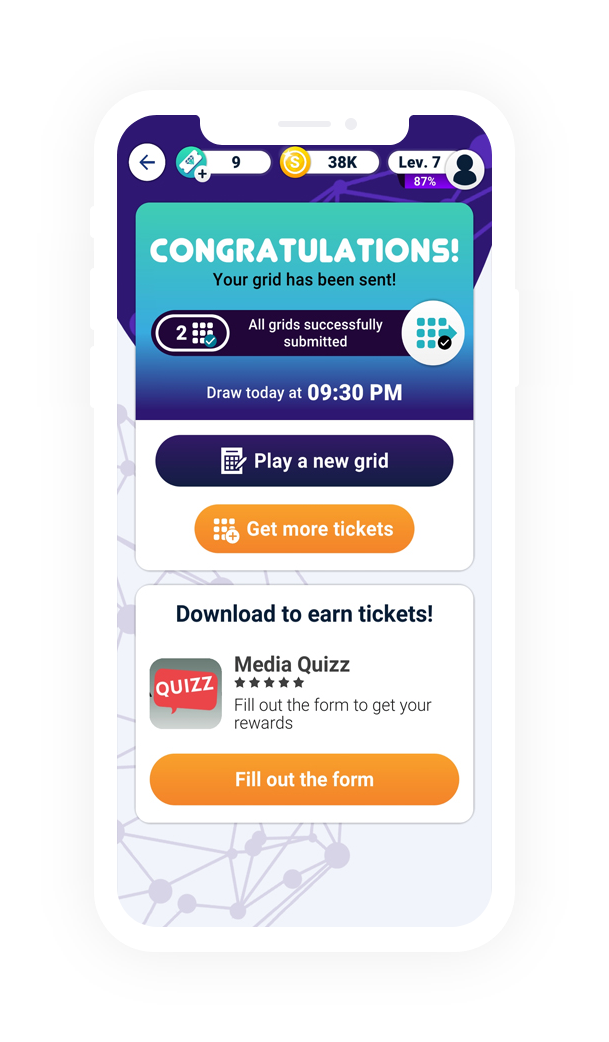 9
S
38K
Lev. 7
87%
CONGRATULATIONS!
Your grid has been sent!
2
All grids successfully
submitted
Draw today at 09:30 PM
Play a new grid
Get more tickets
Download to earn tickets!
QUIZZ
Media Quizz
Fill out the form to get your
rewards
Fill out the form